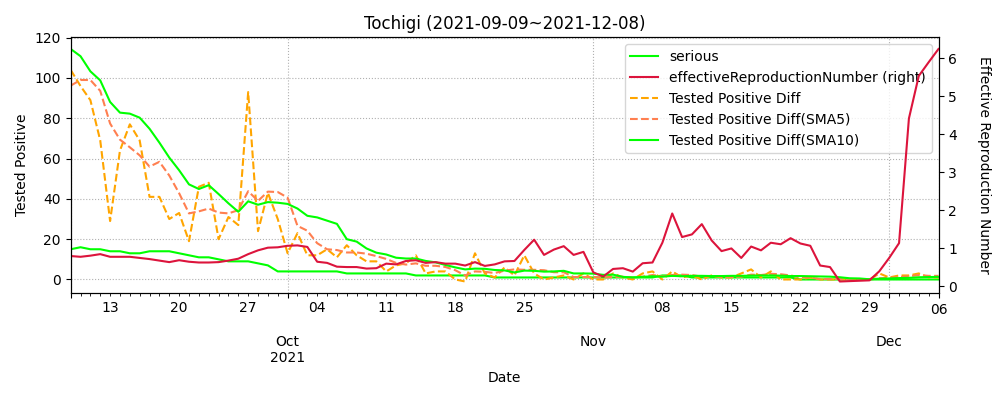 Tochigi (2021-09-09~2021-12-08)
120
100
80
60
40
20
0
Tested Positive
serious
effectiveReproductionNumber (right)
Tested Positive Diff
Tested Positive Diff(SMA5)
Tested Positive Diff(SMA10)
6
5
4
3
2
1
0
Effective Reproduction Number
13 20 27 04 11 18 25 08 15 22 29 06
Oct Nov Dec
2021
Date